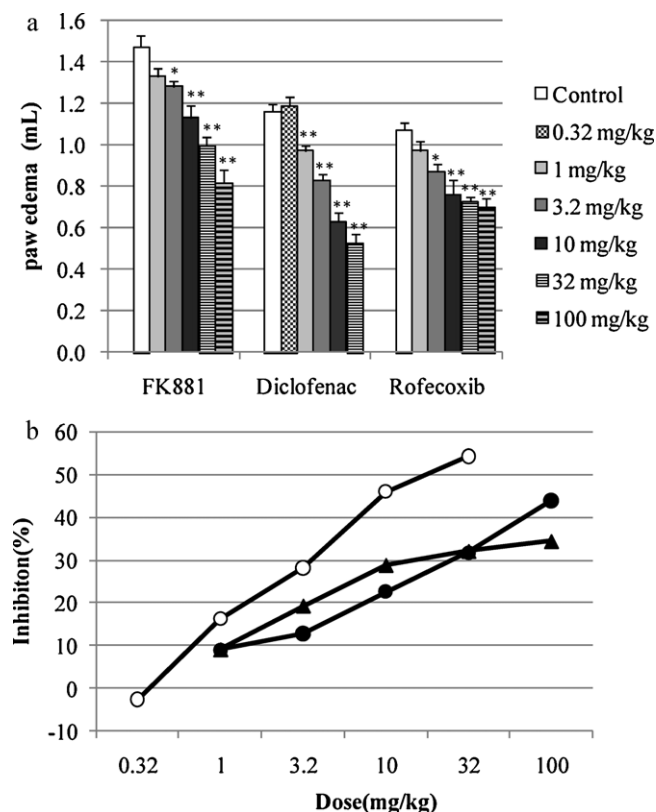 a
paw edema (mL)
1.6
1.4
1.2
1.0
0.8
0.6
0.4
0.2
0.0
*
**
**
**
**
**
**
**
*
**
**
**
FK881
Diclofenac
Rofecoxib
Control
0.32 mg/kg
1 mg/kg
3.2 mg/kg
10 mg/kg
32 mg/kg
100 mg/kg
b
Inhibiton(%)
60
50
40
30
20
10
0
-10
0.32
1
3.2
10
32
100
Dose(mg/kg)